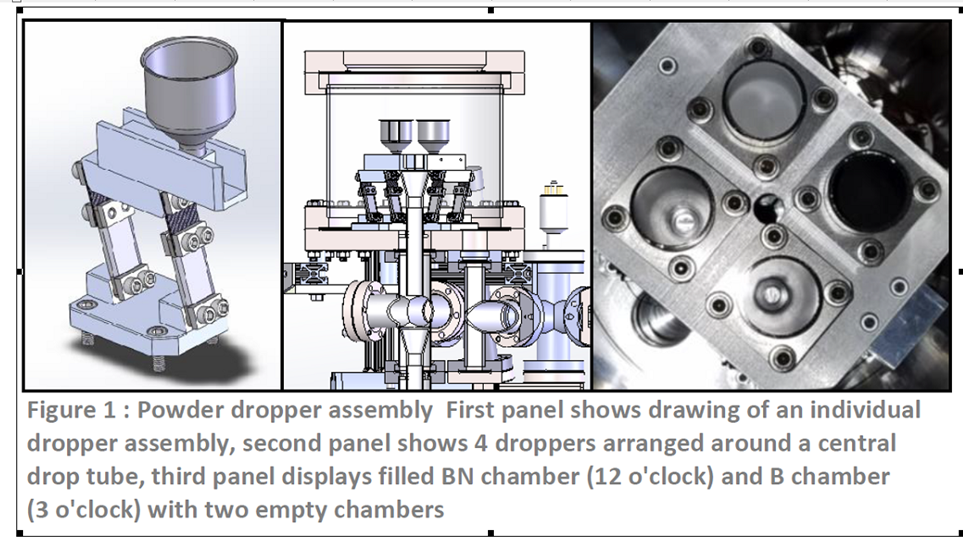 Figure 1 : Powder dropper assembly  First panel shows drawing of an individual
dropper assembly, second panel shows 4 droppers arranged around a central
drop tube, third panel displays filled BN chamber (12 o'clock) and B chamber
(3 o'clock) with two empty chambers